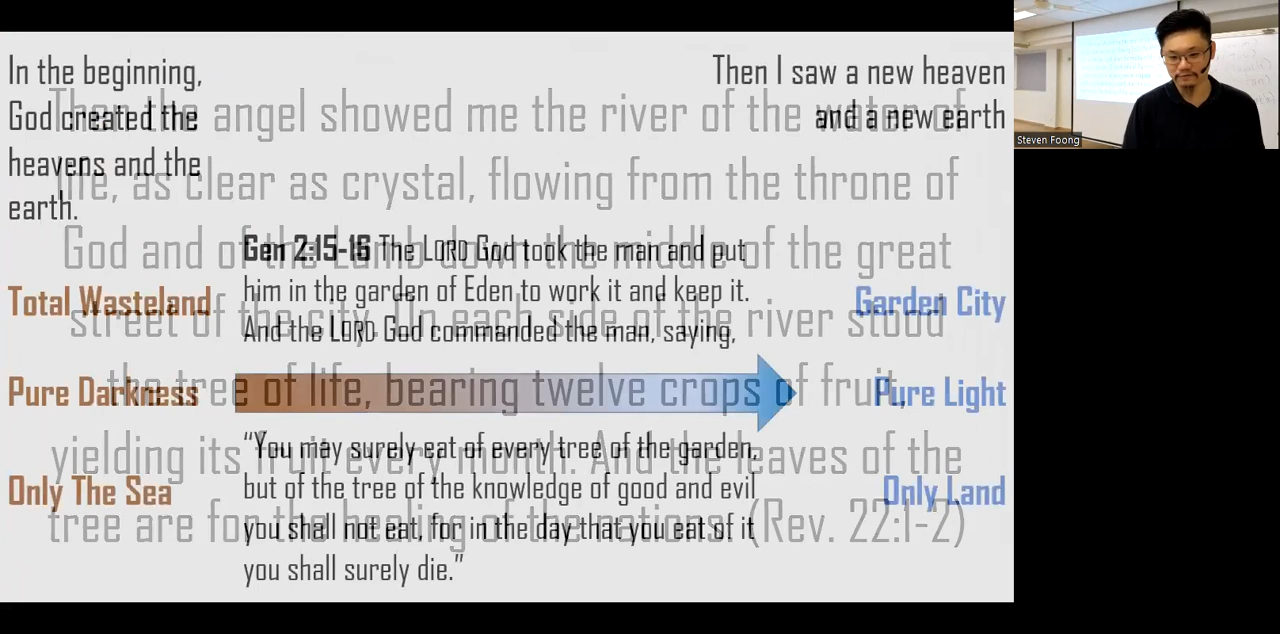 In the beginning,
God created the
heavens and the
earth.
Then I saw a new heaven
and a new earth
Then the angel showed me the river of the water of
life, as clear as crystal, flowing from the throne of
God and of the Lamb down the middle of the great
street of the city. On each side of the river stood
the tree of life, bearing twelve crops of fruit,
yielding its fruit every month. And the leaves of the
tree are for the healing of the nations. (Rev. 22:1-2)
Gen 2:15-16 The LORD God took the man and put
him in the garden of Eden to work it and keep it.
And the LORD God commanded the man, saying,
"You may surely eat of every tree of the garden,
but of the tree of the knowledge of good and evil
you shall not eat, for in the day that you eat of it
you shall surely die."
Total Wasteland
Pure Darkness
Only The Sea
Garden City
Pure Light
Only Land
Steven Foong